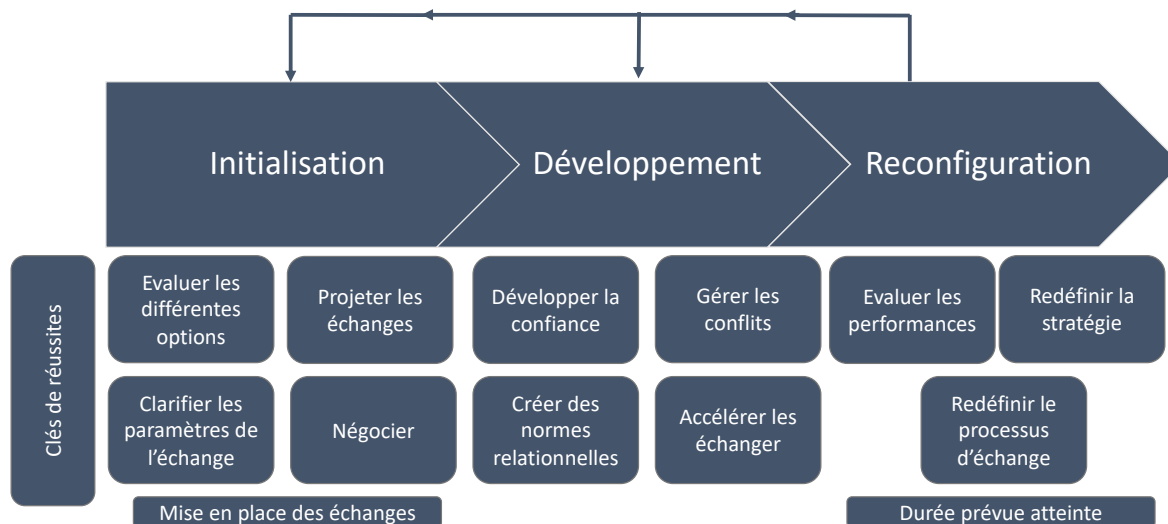 Initialisation
Développement
Reconfiguration
Clés de réussites
Evaluer les
différentes
options
Projeter les
échanges
Développer la
confiance
Gérer les
conflits
Evaluer les
performances
Redéfinir la
stratégie
Clarifier les
paramètres de
l'échange
Négocier
Créer des
normes
relationnelles
Accélérer les
échanger
Redéfinir le
processus
d'échange
Mise en place des échanges
Durée prévue atteinte